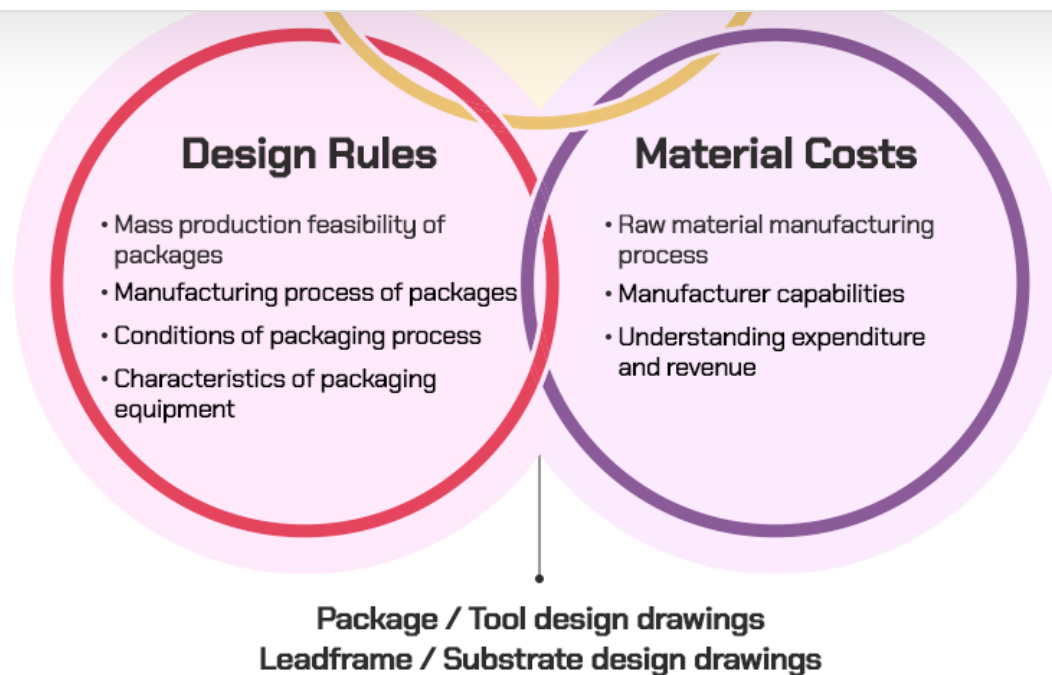 Design Rules
• Mass production feasibility of
packages
• Manufacturing process of packages
• Conditions of packaging process
• Characteristics of packaging
equipment
Material Costs
• Raw material manufacturing
process
• Manufacturer capabilities
• Understanding expenditure
and revenue
Package / Tool design drawings
Leadframe / Substrate design drawings